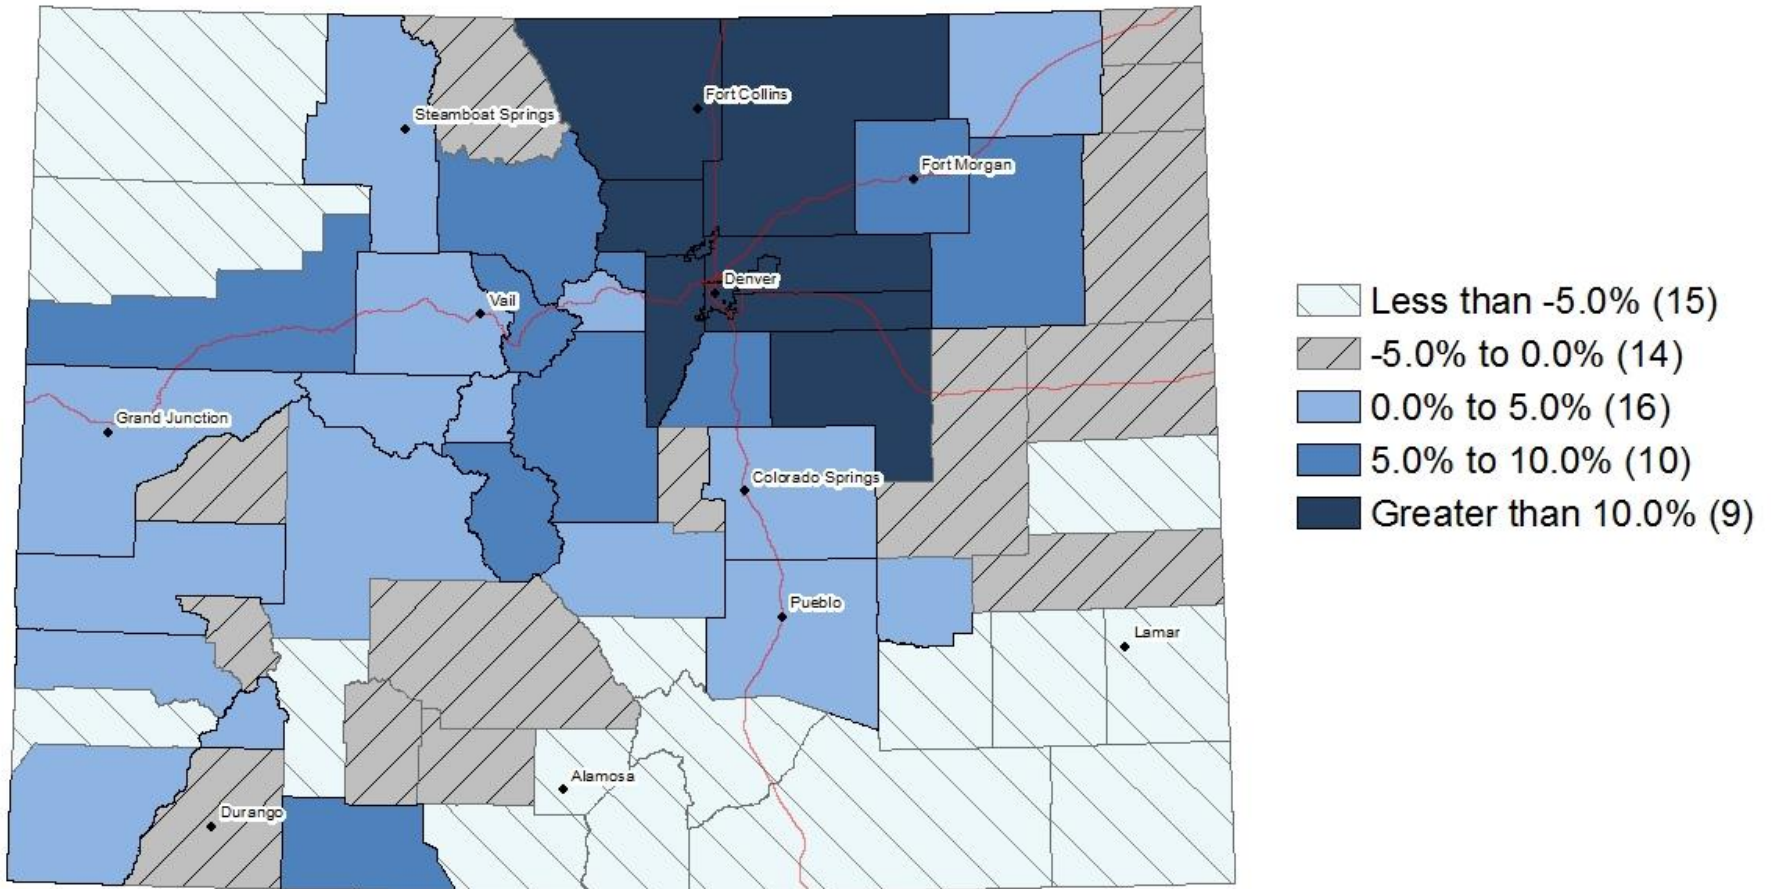 Fort Collins
Steamboat Springs
Fort Morgan
Denver
Vail
Less than -5.0% (15)
-5.0% to 0.0% (14)
0.0% to 5.0% (16)
5.0% to 10.0% (10)
Greater than 10.0% (9)
Grand Junction
Colorado Springs
Pueblo
Lamar
Alamosa
Durango